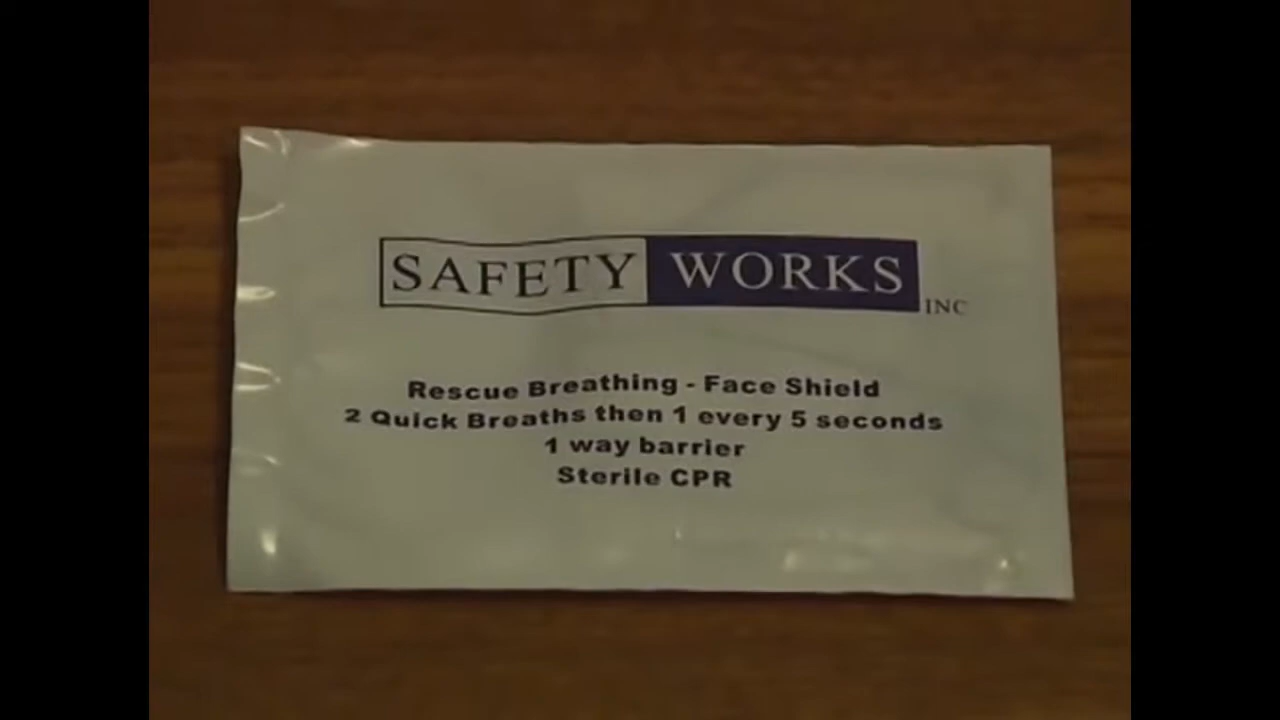 SAFETY WORKS INC
Rescue Breathing - Face Shield
2 Quick Breaths then 1 every 5 seconds
1 way barrier
Sterile CPR